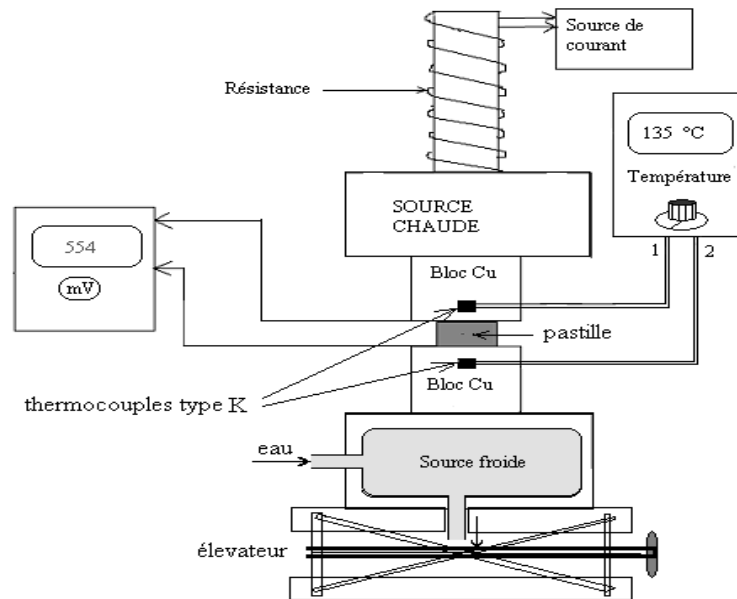 Source de
courant
Résistance
135 °C
Température
SOURCE
CHAUDE
1
2
554
mV
Bloc Cu
pastille
Bloc Cu
thermocouples type K
eau
Source froide
élevateur